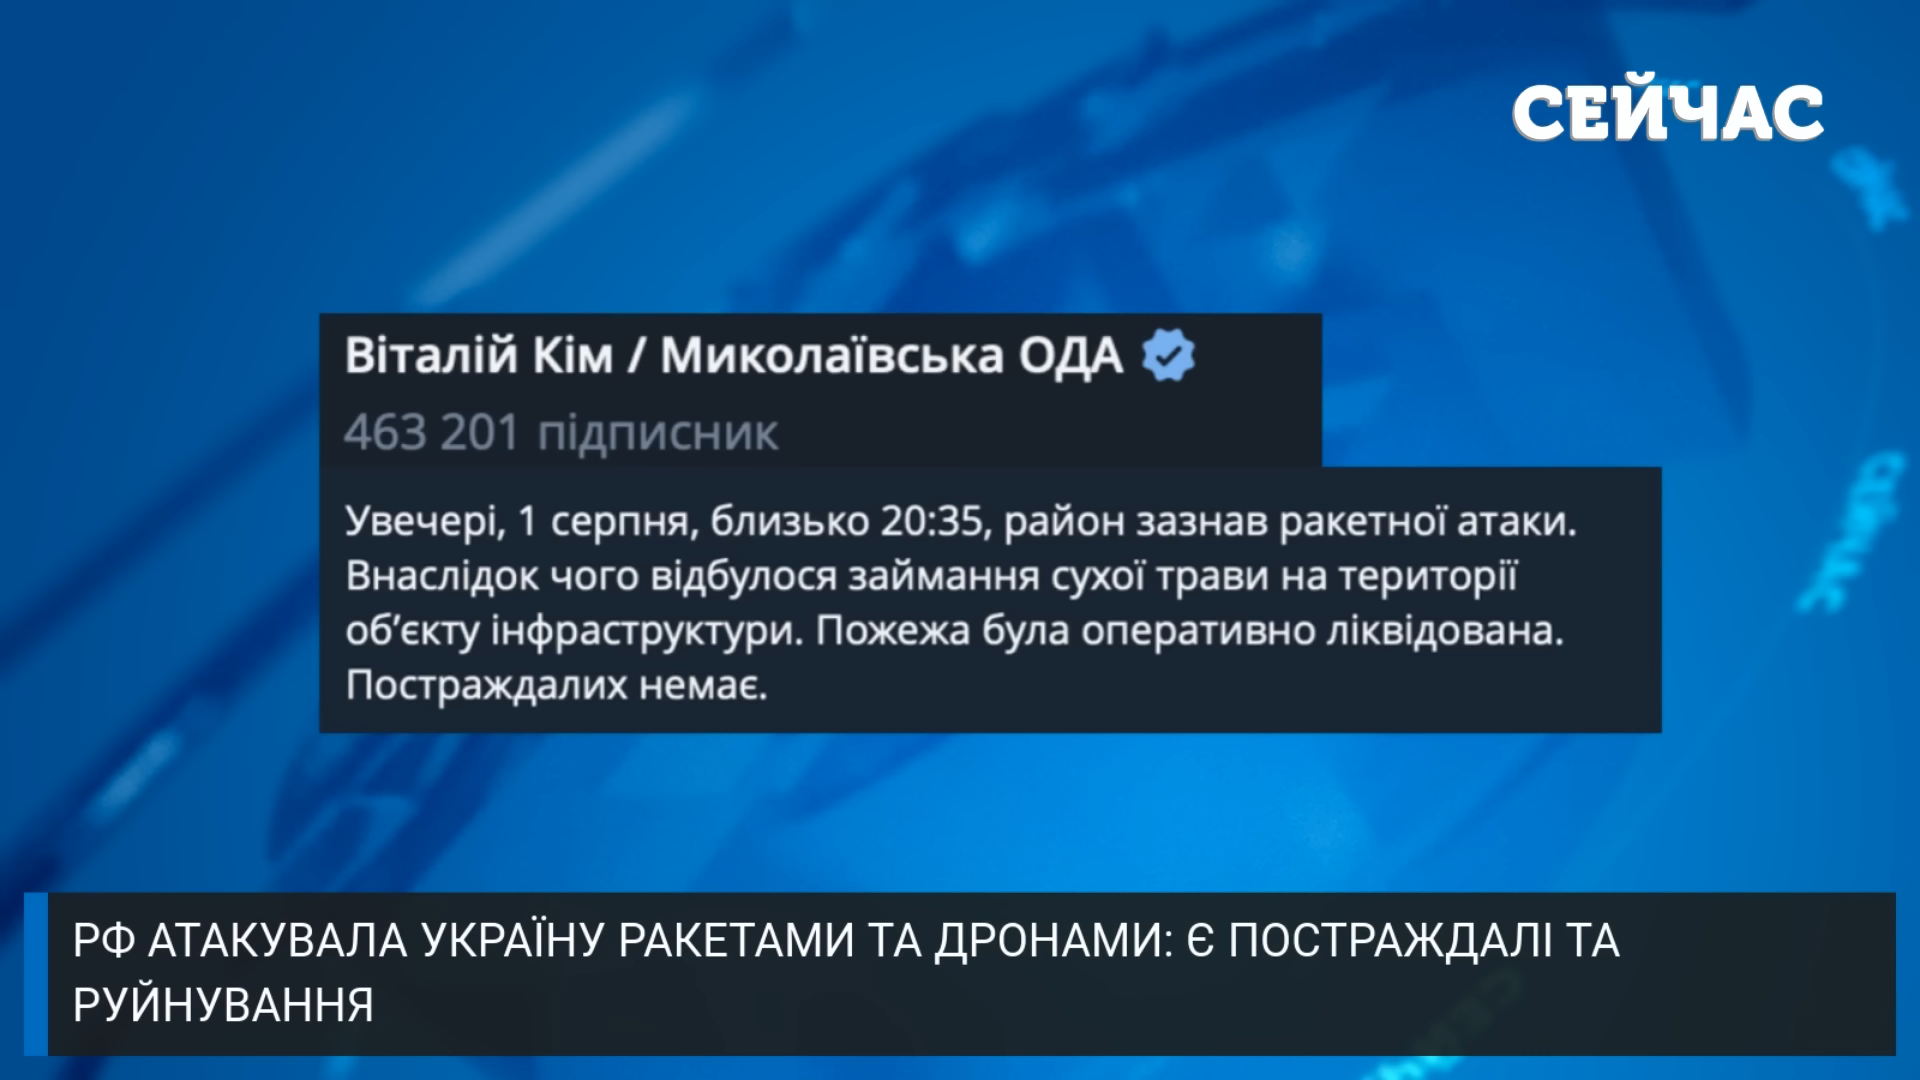 СЕЙЧАС
Віталій Кім / Миколаївська ОДА
463 201 підписник
Увечері, 1 серпня, близько 20:35, район зазнав ракетної атаки.
Внаслідок чого відбулося займання сухої трави на території
об’єкту інфраструктури. Пожежа була оперативно ліквідована.
Постраждалих немає.
РФ АТАКУВАЛА УКРАЇНУ РАКЕТАМИ ТА ДРОНАМИ: Є ПОСТРАЖДАЛІ ТА
РУЙНУВАННЯ